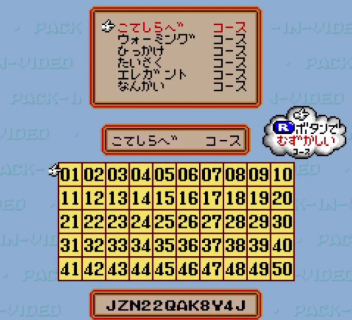 こてしらべ コース
ウォーミング コース
ひっかけ コース
たいさく コース
エレガント コース
なんかい コース
こてしらべ コース
Rボタンで
むずかしい
コース
01 02 03 04 05 06 07 08 09 10
11 12 13 14 15 16 17 18 19 20
21 22 23 24 25 26 27 28 29 30
31 32 33 34 35 36 37 38 39 40
41 42 43 44 45 46 47 48 49 50
JZN22QAK8Y4J